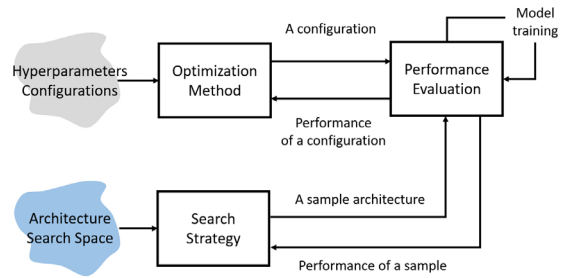 Model
training
A configuration
Hyperparameters
Configurations
Optimization
Method
Performance
Evaluation
Performance
of a configuration
Architecture
Search Space
Search
Strategy
A sample architecture
Performance of a sample